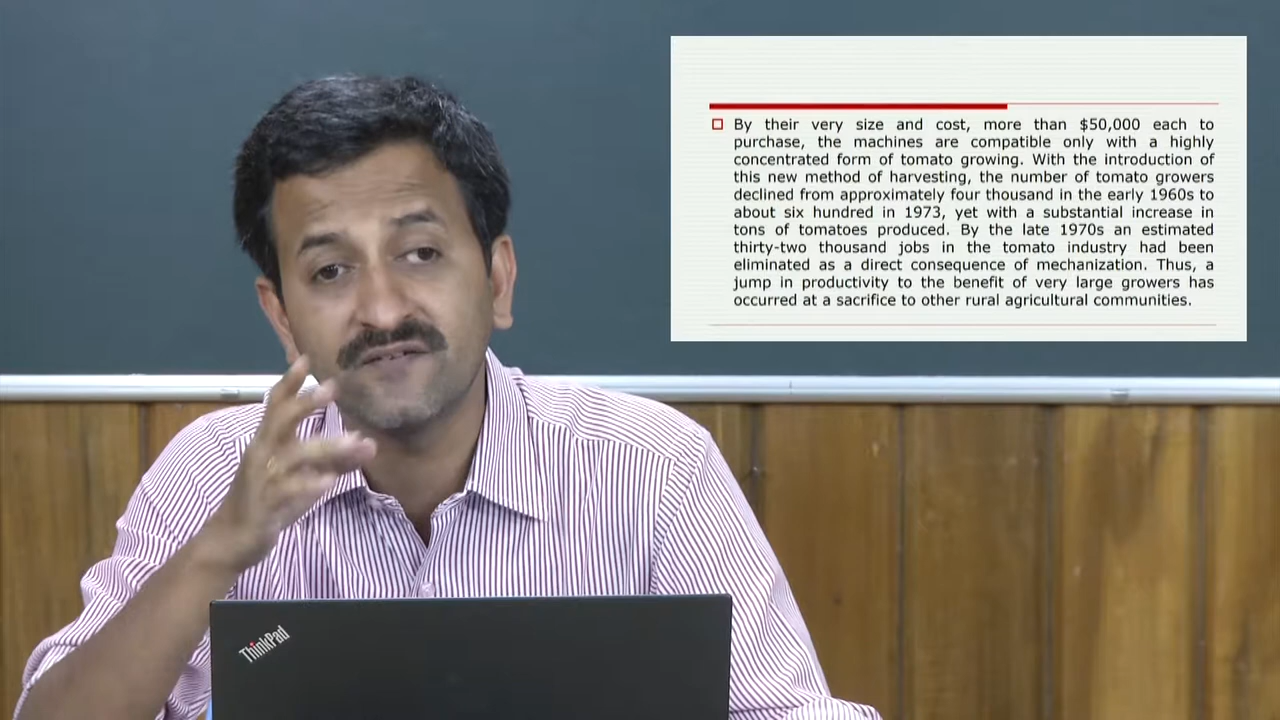 By their very size and cost, more than $50,000 each to
purchase, the machines are compatible only with a highly
concentrated form of tomato growing. With the introduction of
this new method of harvesting, the number of tomato growers
declined from approximately four thousand in the early 1960s to
about six hundred in 1973, yet with a substantial increase in
tons of tomatoes produced. By the late 1970s an estimated
thirty-two thousand jobs in the tomato industry had been
eliminated as a direct consequence of mechanization. Thus, a
jump in productivity to the benefit of very large growers has
occurred at a sacrifice to other rural agricultural communities.
ThinkPad